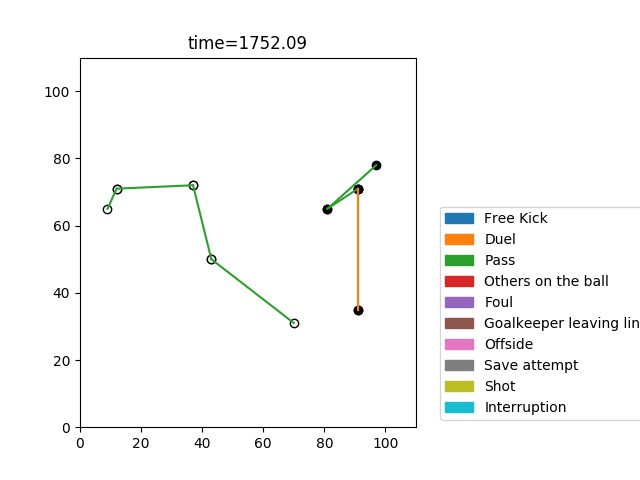 time=1752.09
100
80
60
40
20
0
0 20 40 60 80 100
Free Kick
Duel
Pass
Others on the ball
Foul
Goalkeeper leaving lin
Offside
Save attempt
Shot
Interruption